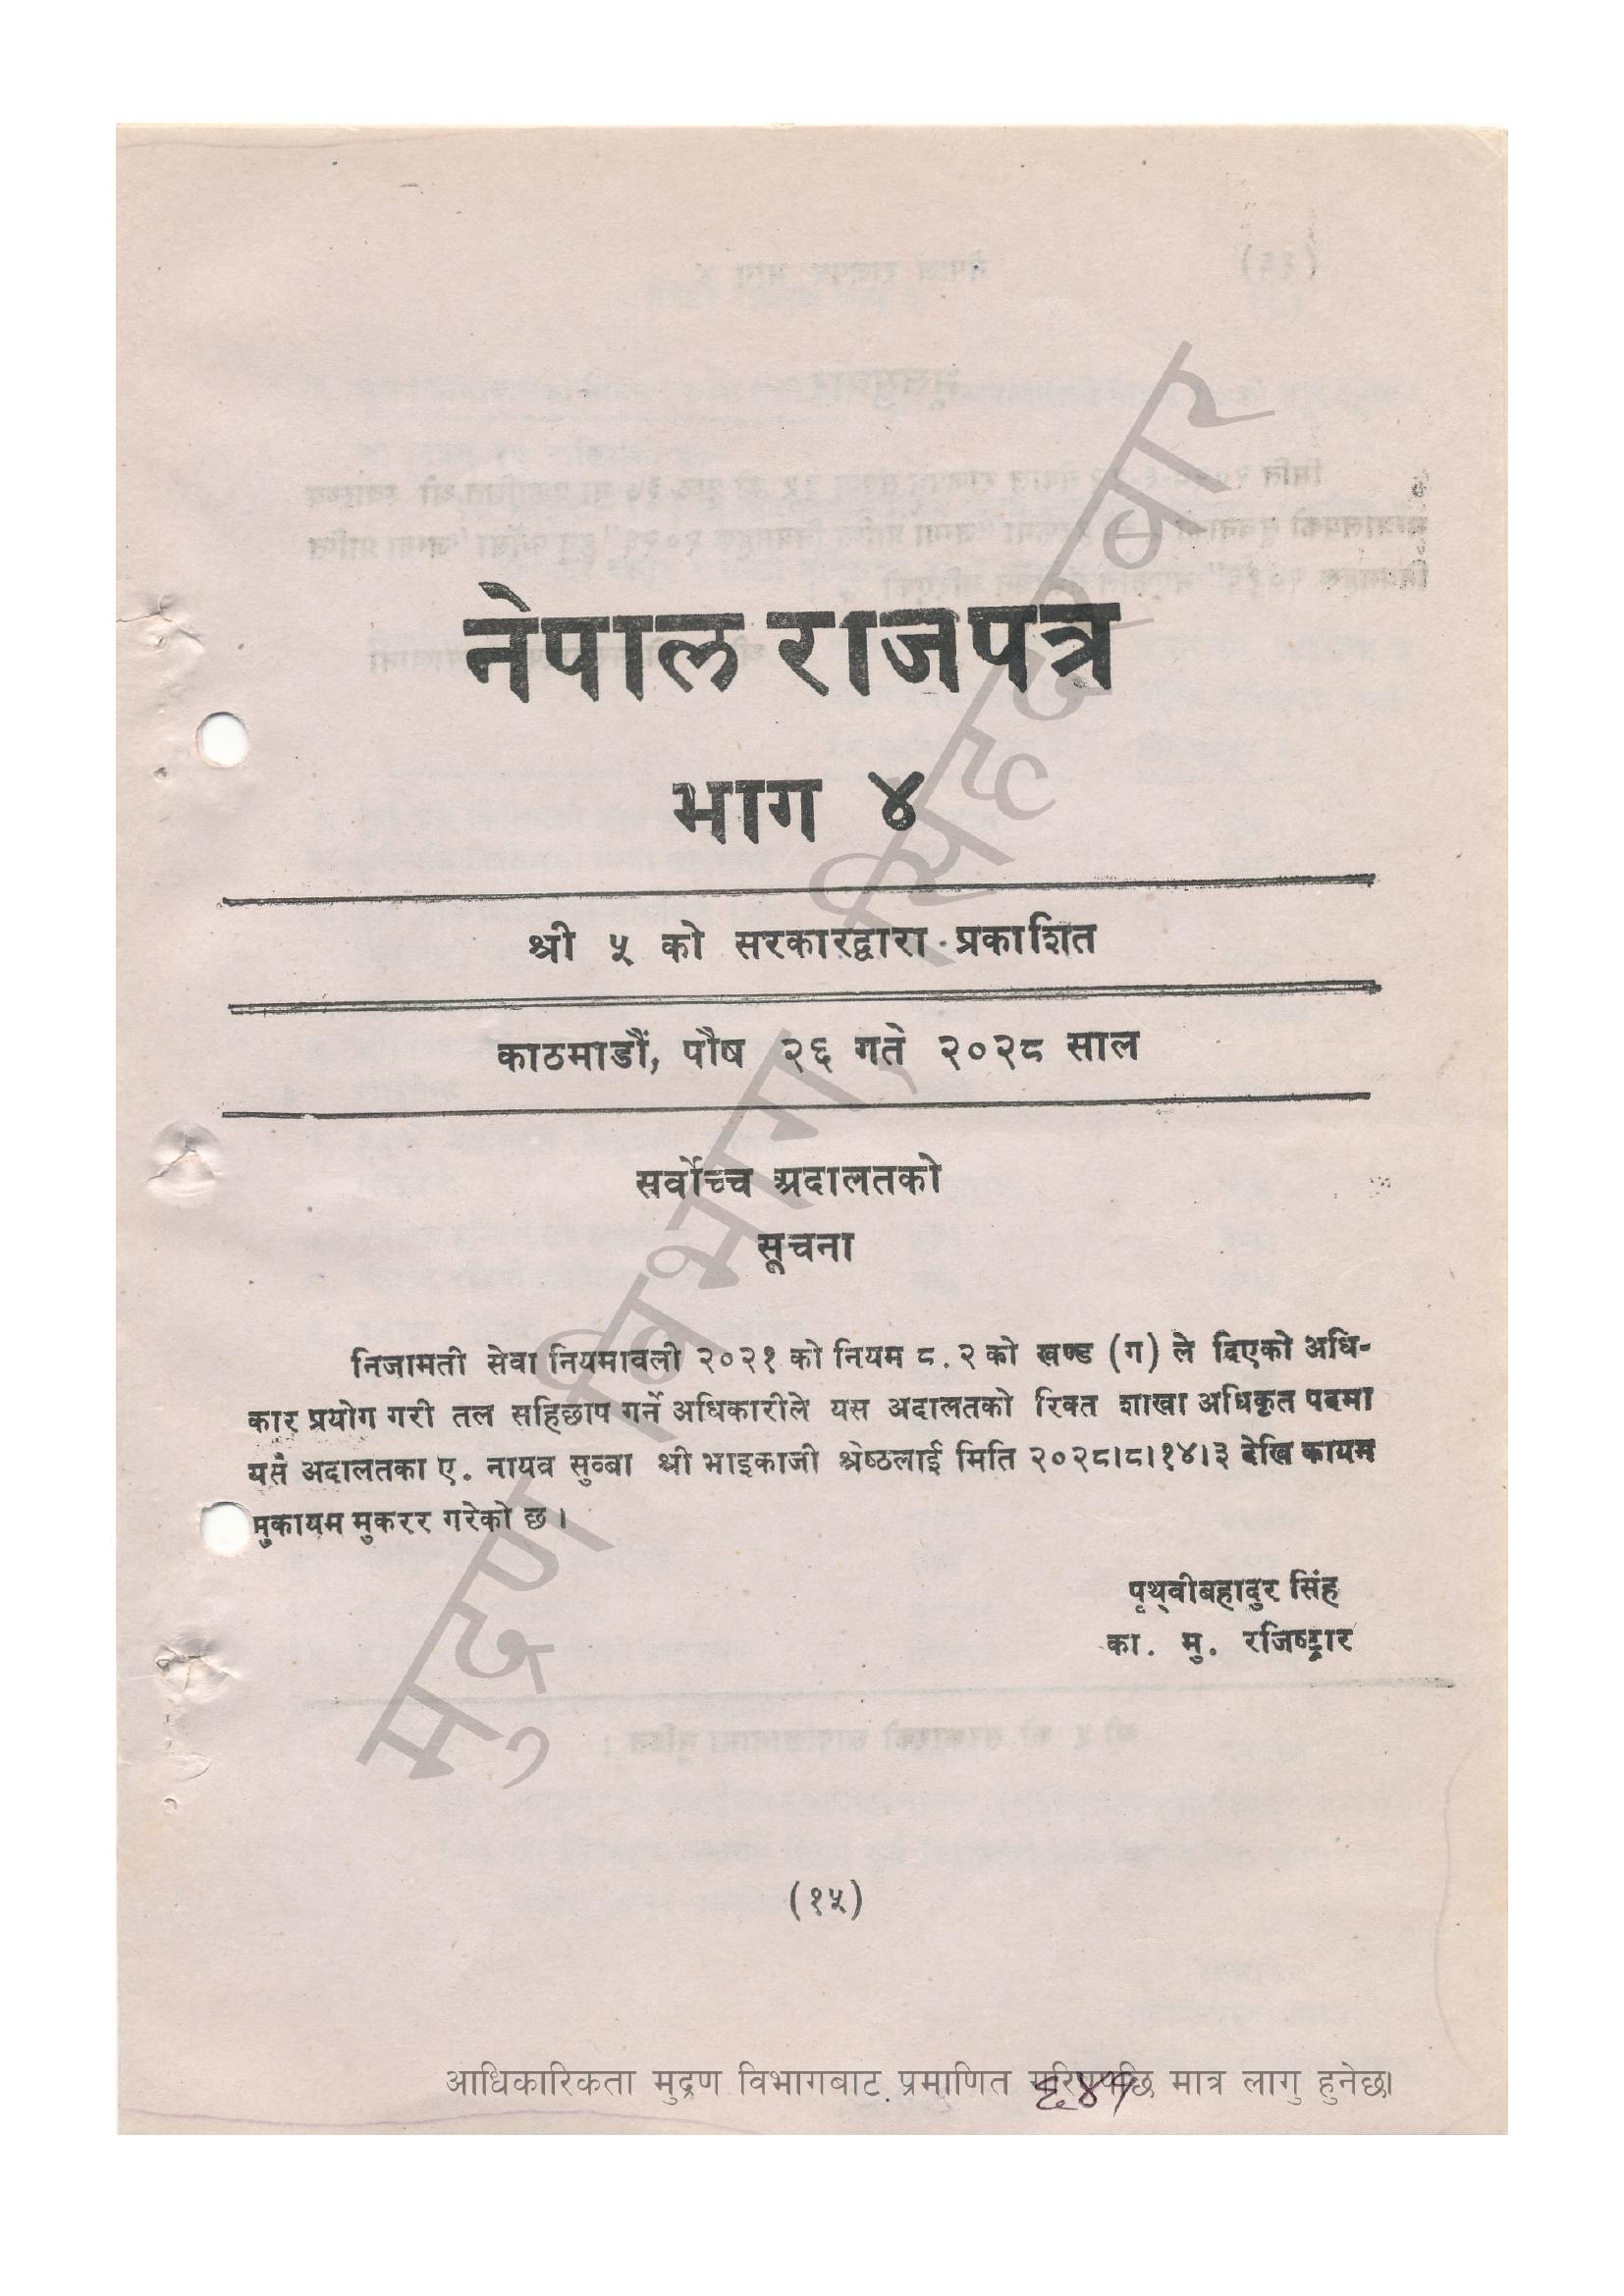 नेपाल राजपत्र
भाग ४
श्री ५ को सरकारद्वारा प्रकाशित
काठमाडौं, पौष २६ गते २०२८ साल
सर्वोच्च अदालतको
सूचना
निजामती सेवा नियमावली २०२१ को नियम ८.२ को खण्ड (ग) ले दिएको अधि-
कार प्रयोग गरी तल सहिछाप गर्ने अधिकारीले यस अदालतको रिक्त शाखा अधिकृत पदमा
यस अदालतका ए. नायव सुब्बा श्री भाइकाजी श्रेष्ठलाई मिति २०२८।८।१४।३ देखि कायम
मुकायम मुकरर गरेको छ।
पृथ्वीबहादुर सिंह
का. मु. रजिष्ट्रार
(१५)
मुद्रण विभाग, सिंहदरवार
आधिकारिकता मुद्रण विभागबाट प्रमाणित गरिएपछि मात्र लागु हुनेछ।